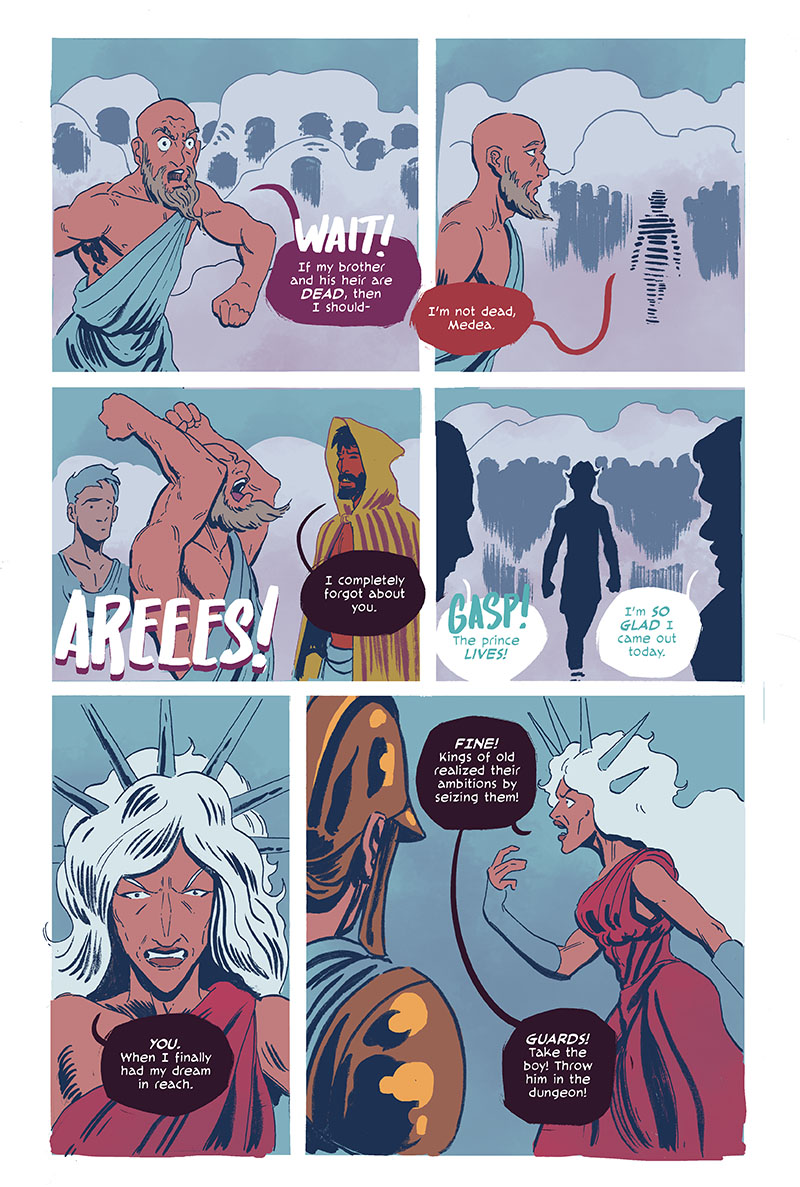 WAIT!
If my brother
and his heir are
DEAD, then
I should-
I'm not dead,
Medea.
AREEES!
I completely
forgot about
you.
GASP!
The prince
LIVES!
I'm SO
GLAD I
came out
today.
YOU.
When I finally
had my dream
in reach.
FINE!
Kings of old
realized their
ambitions by
seizing them!
GUARDS!
Take the
boy! Throw
him in the
dungeon!